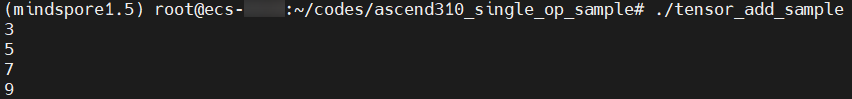 (mindspore1.5) root@ecs-:~/codes/ascend310_single_op_sample# ./tensor_add_sample
3
5
7
9